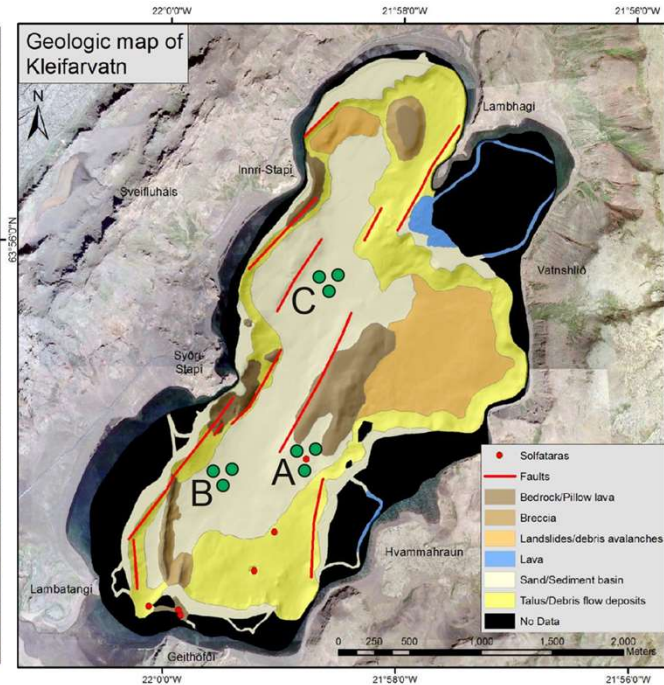 22°0'0"W
21°58'0"W
21°56'0"W
Geologic map of
Kleifarvatn
N
Lambhagi
Innri-Stapi
Sveifluháls
63°56'0"N
Vatnshlíð
C
Syðri-
Stapi
A
B
Solfataras
Faults
Bedrock/Pillow lava
Breccia
Landslides/debris avalanches
Lava
Sand/Sediment basin
Talus/Debris flow deposits
No Data
Hvammahraun
Lambatangi
Geithöfði
0 250 500 1,000 1,500 2,000
Meters
22°0'0"W
21°58'0"W
21°56'0"W